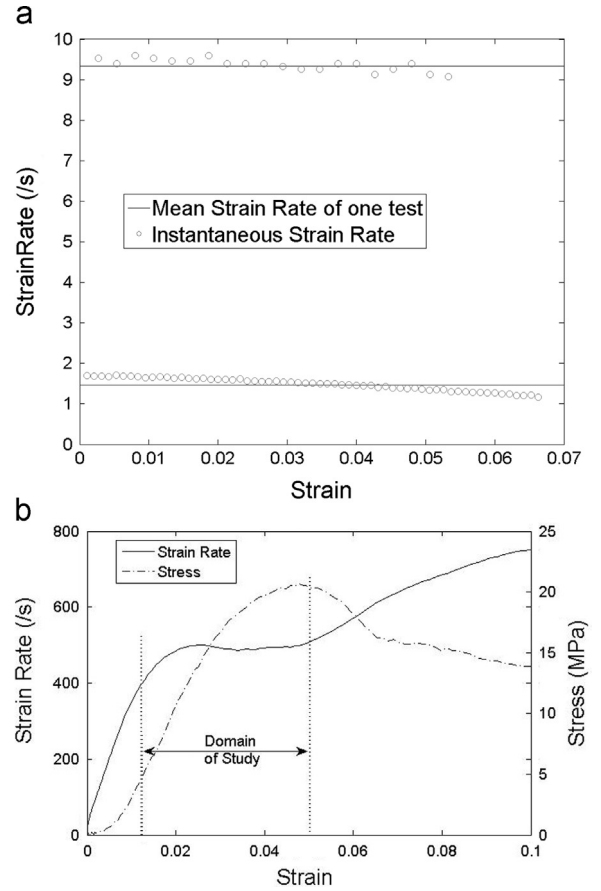 a
10
9
8
7
6
5
4
3
2
1
0
StrainRate (/s)
Mean Strain Rate of one test
Instantaneous Strain Rate
0 0.01 0.02 0.03 0.04 0.05 0.06 0.07
Strain
b
800
600
400
200
0
Strain Rate (/s)
Strain Rate
Stress
Domain
of Study
25
20
15
10
5
0
Stress (MPa)
0 0.02 0.04 0.06 0.08 0.1
Strain